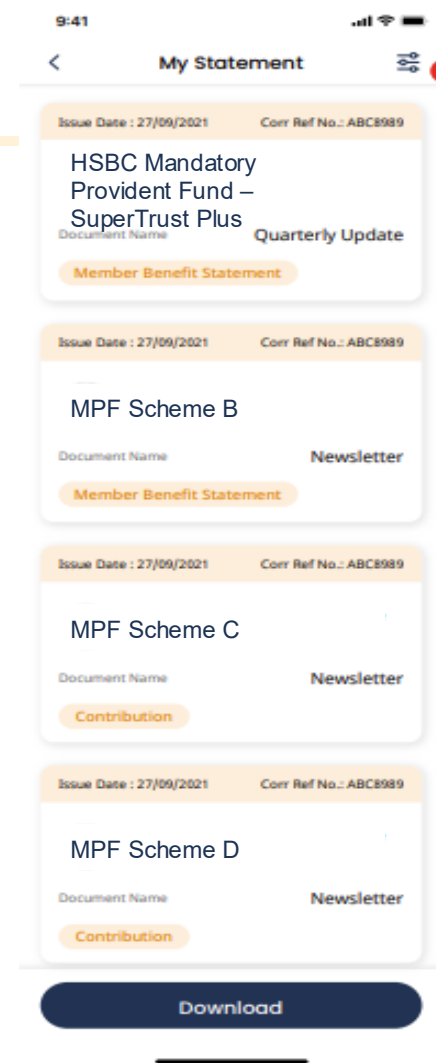 9:41
My Statement
Issue Date : 27/09/2021 Corr Ref No.: ABC8989
HSBC Mandatory
Provident Fund –
SuperTrust Plus
Document Name Quarterly Update
Member Benefit Statement
Issue Date : 27/09/2021 Corr Ref No.: ABC8989
MPF Scheme B
Document Name Newsletter
Member Benefit Statement
Issue Date : 27/09/2021 Corr Ref No.: ABC8989
MPF Scheme C
Document Name Newsletter
Contribution
Issue Date : 27/09/2021 Corr Ref No.: ABC8989
MPF Scheme D
Document Name Newsletter
Contribution
Download